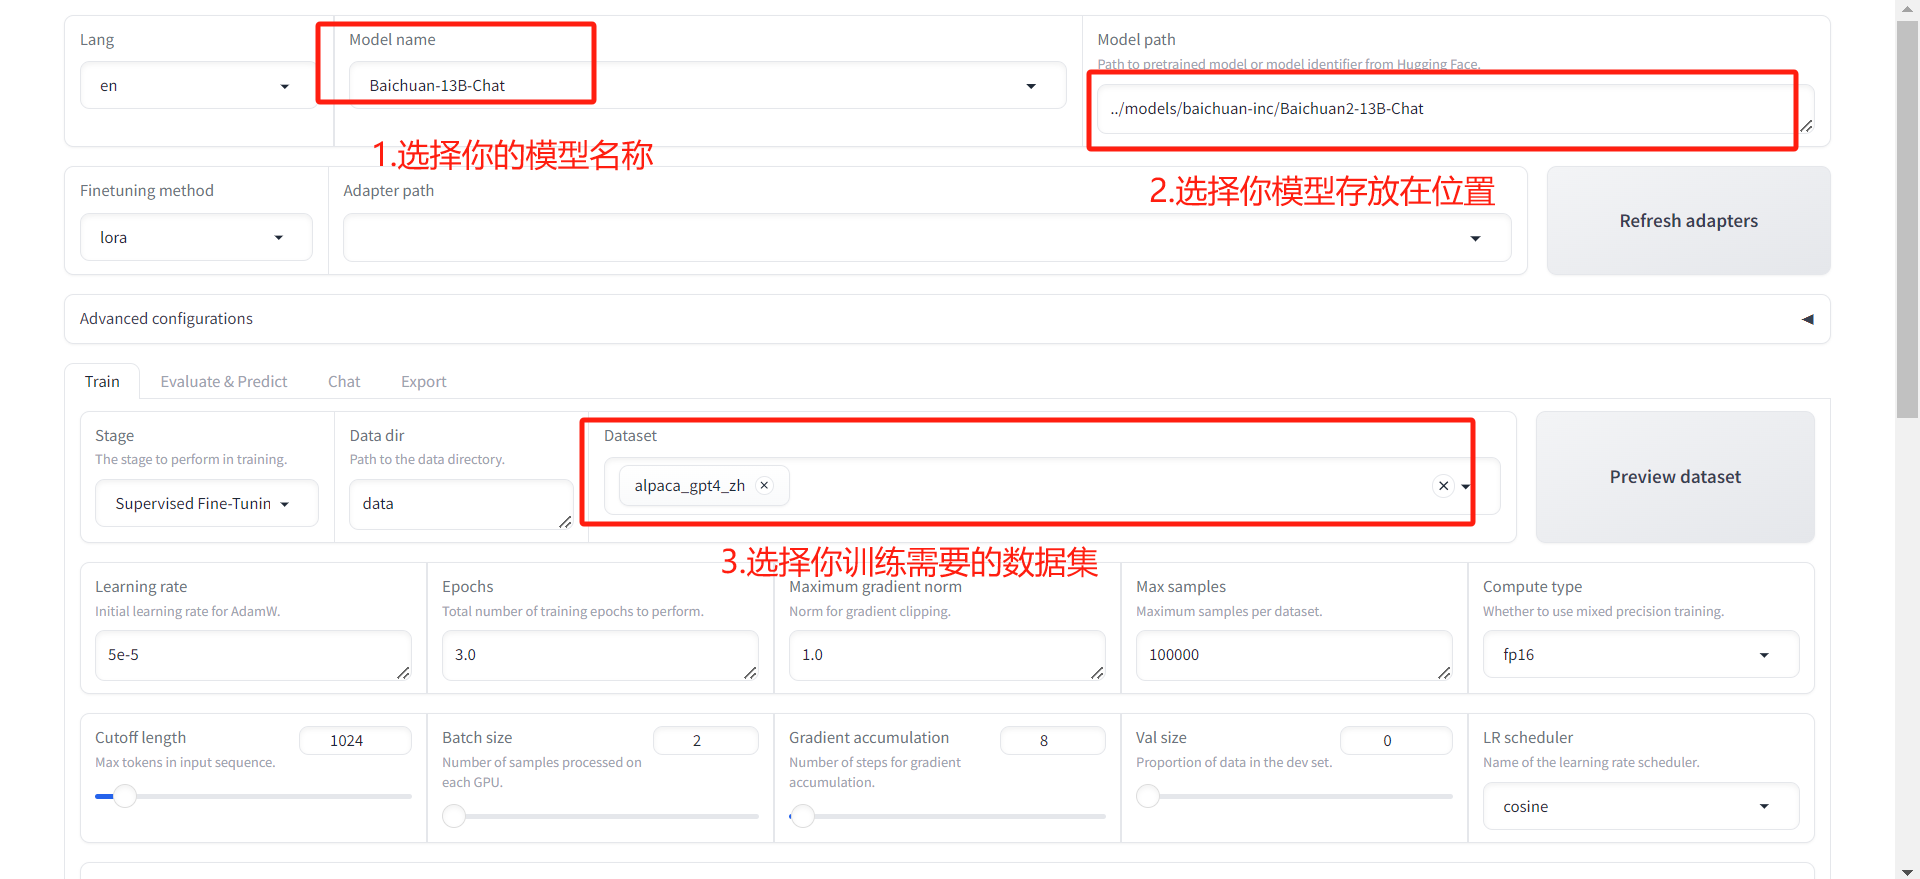 Lang
en
Model name
Baichuan-13B-Chat
Model path
Path to pretrained model or model identifier from Hugging Face.
../models/baichuan-inc/Baichuan2-13B-Chat
1.选择你的模型名称
2.选择你模型存放在位置
Finetuning method
lora
Adapter path
Refresh adapters
Advanced configurations
Train
Evaluate & Predict
Chat
Export
Stage
The stage to perform in training.
Supervised Fine-Tunin
Data dir
Path to the data directory.
data
Dataset
alpaca_gpt4_zh
Preview dataset
3.选择你训练需要的数据集
Learning rate
Initial learning rate for AdamW.
5e-5
Epochs
Total number of training epochs to perform.
3.0
Maximum gradient norm
Norm for gradient clipping.
1.0
Max samples
Maximum samples per dataset.
100000
Compute type
Whether to use mixed precision training.
fp16
Cutoff length
1024
Max tokens in input sequence.
Batch size
2
Number of samples processed on
each GPU.
Gradient accumulation
8
Number of steps for gradient
accumulation.
Val size
0
Proportion of data in the dev set.
LR scheduler
Name of the learning rate scheduler.
cosine